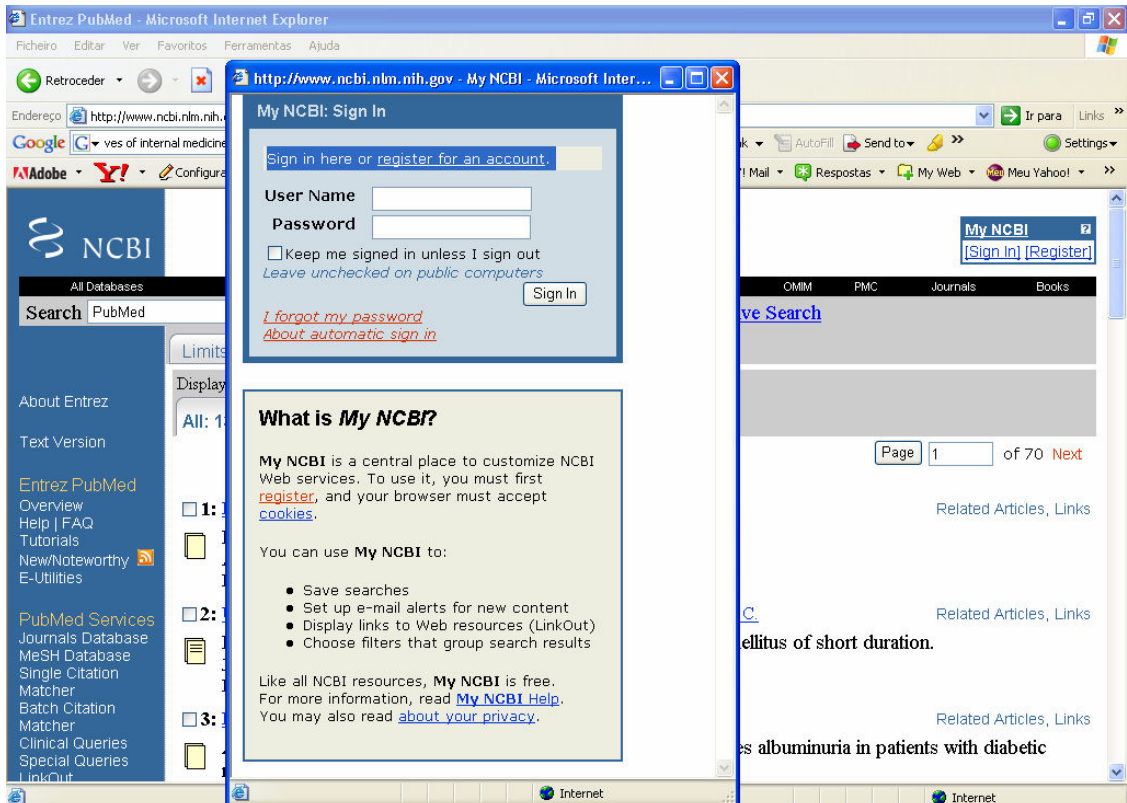 Entrez PubMed - Microsoft Internet Explorer
Ficheiro Editar Ver Favoritos Ferramentas Ajuda
Retroceder
Endereço http://www.ncbi.nlm.nih.
Ir para Links »
Google G ves of internal medicine
AutoFill Send to » Settings
Adobe Y! Configura
! Mail Respostas My Web Meu Yahoo! »
NCBI
My NCBI ?
[Sign In] [Register]
All Databases
OMIM PMC Journals Books
Search PubMed
ve Search
Limits
Display
All: 1
Page 1 of 70 Next
About Entrez
Text Version
Entrez PubMed
Overview
Help | FAQ
Tutorials
New/Noteworthy
E-Utilities
PubMed Services
Journals Database
MeSH Database
Single Citation
Matcher
Batch Citation
Matcher
Clinical Queries
Special Queries
LinkOut
1:
Related Articles, Links
2:
C.
Related Articles, Links
ellitus of short duration.
3:
Related Articles, Links
es albuminuria in patients with diabetic
Internet
http://www.ncbi.nlm.nih.gov - My NCBI - Microsoft Inter...
My NCBI: Sign In
Sign in here or register for an account.
User Name
Password
Keep me signed in unless I sign out
Leave unchecked on public computers
Sign In
I forgot my password
About automatic sign in
What is My NCBI?
My NCBI is a central place to customize NCBI
Web services. To use it, you must first
register, and your browser must accept
cookies.
You can use My NCBI to:
● Save searches
● Set up e-mail alerts for new content
● Display links to Web resources (LinkOut)
● Choose filters that group search results
Like all NCBI resources, My NCBI is free.
For more information, read My NCBI Help.
You may also read about your privacy.
Internet